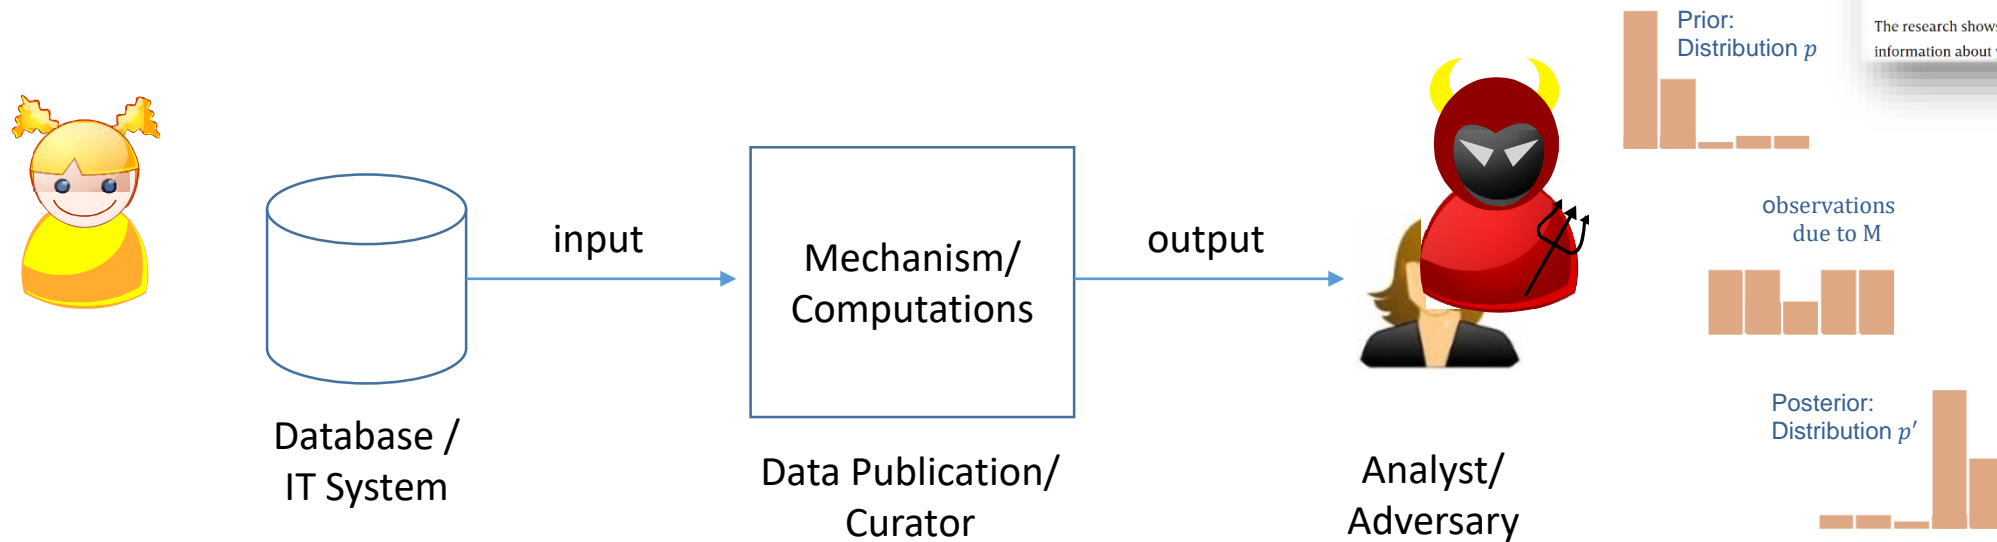 Prior:
Distribution p
The research shows
information about
input
Mechanism/
Computations
output
observations
due to M
Database /
IT System
Data Publication/
Curator
Analyst/
Adversary
Posterior:
Distribution p′